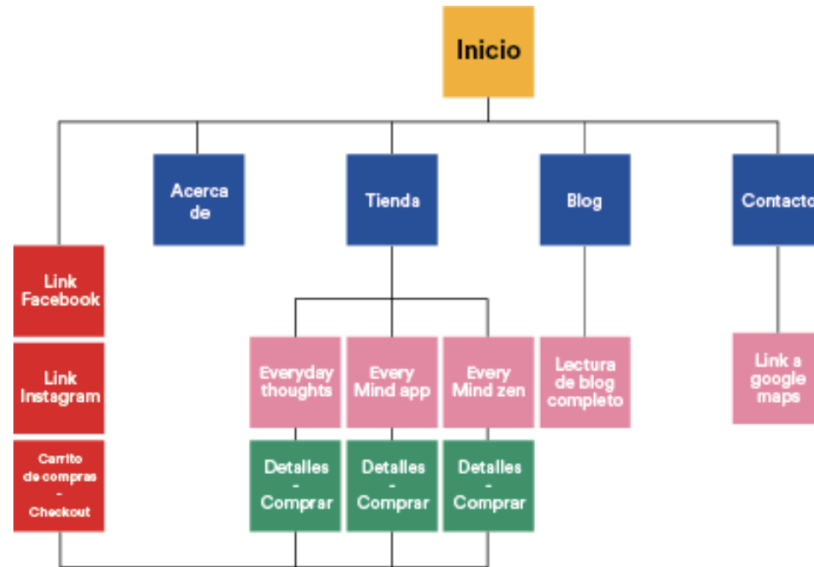 Inicio
Acerca
de
Tienda
Blog
Contacto
Link
Facebook
Link
Instagram
Carrito
de compras
-
Checkout
Everyday
thoughts
Every
Mind app
Every
Mind zen
Lectura
de blog
completo
Link a
google
maps
Detalles
-
Comprar
Detalles
-
Comprar
Detalles
-
Comprar